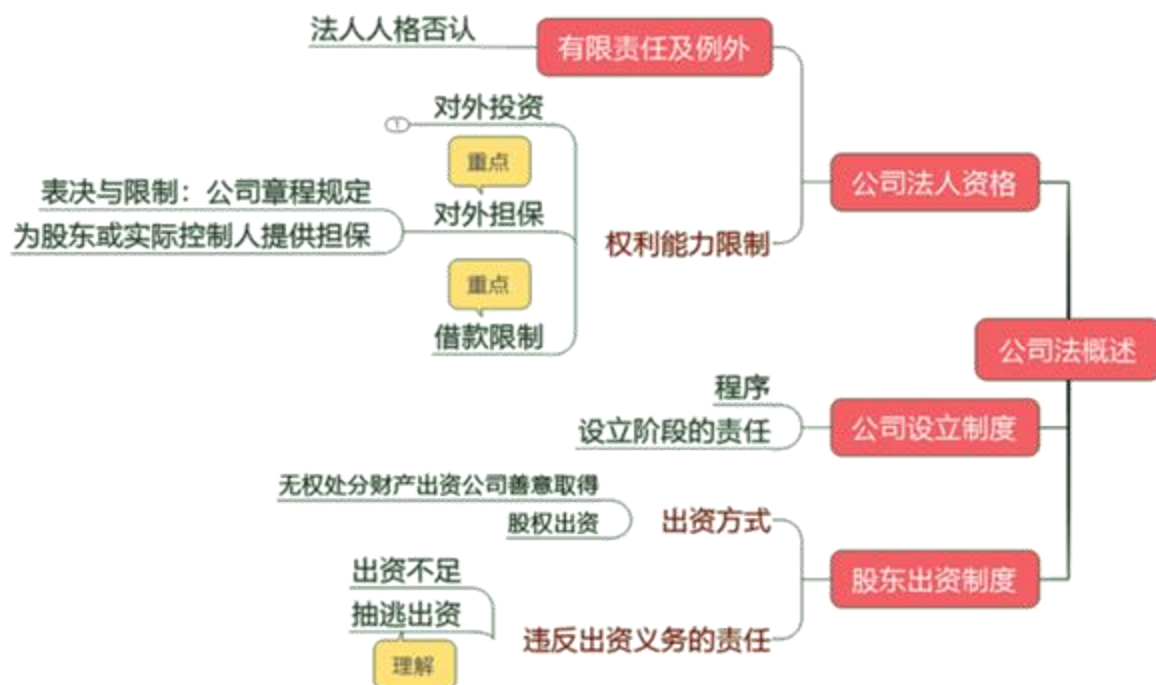 法人人格否认
有限责任及例外
对外投资
1
重点
表决与限制：公司章程规定
对外担保
为股东或实际控制人提供担保
公司法人资格
权利能力限制
重点
借款限制
公司法概述
程序
设立阶段的责任
公司设立制度
无权处分财产出资公司善意取得
股权出资
出资方式
出资不足
抽逃出资
股东出资制度
违反出资义务的责任
理解